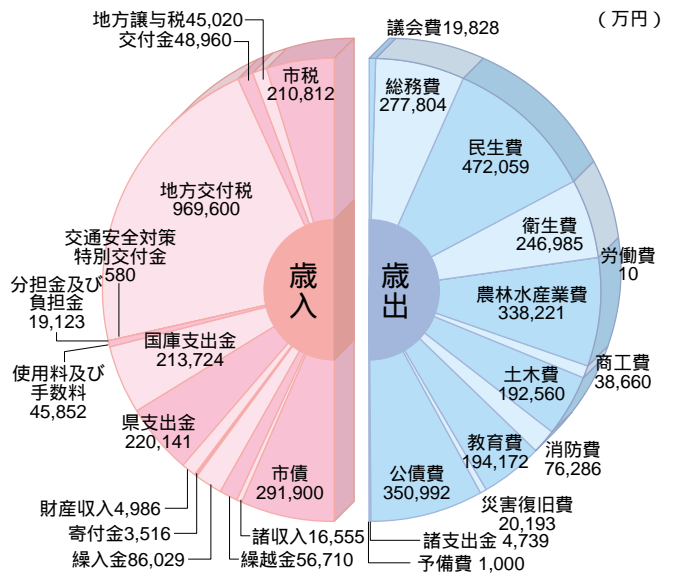 (万円)
地方譲与税45,020
交付金48,960
市税
210,812
地方交付税
969,600
交通安全対策
特別交付金
580
分担金及び
負担金
19,123
使用料及び
手数料
45,852
国庫支出金
213,724
県支出金
220,141
財産収入4,986
寄付金3,516
繰入金86,029
繰越金56,710
諸収入16,555
市債
291,900
歳入
歳出
議会費19,828
総務費
277,804
民生費
472,059
衛生費
246,985
労働費
10
農林水産業費
338,221
商工費
38,660
土木費
192,560
消防費
76,286
教育費
194,172
災害復旧費
20,193
公債費
350,992
諸支出金 4,739
予備費 1,000